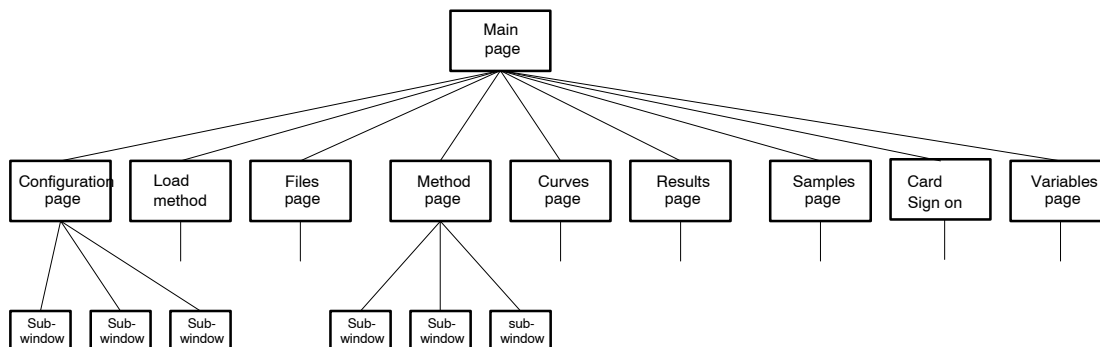 Main
page
Configuration
page
Load
method
Files
page
Method
page
Curves
page
Results
page
Samples
page
Card
Sign on
Variables
page
Sub-
window
Sub-
window
Sub-
window
Sub-
window
Sub-
window
sub-
window